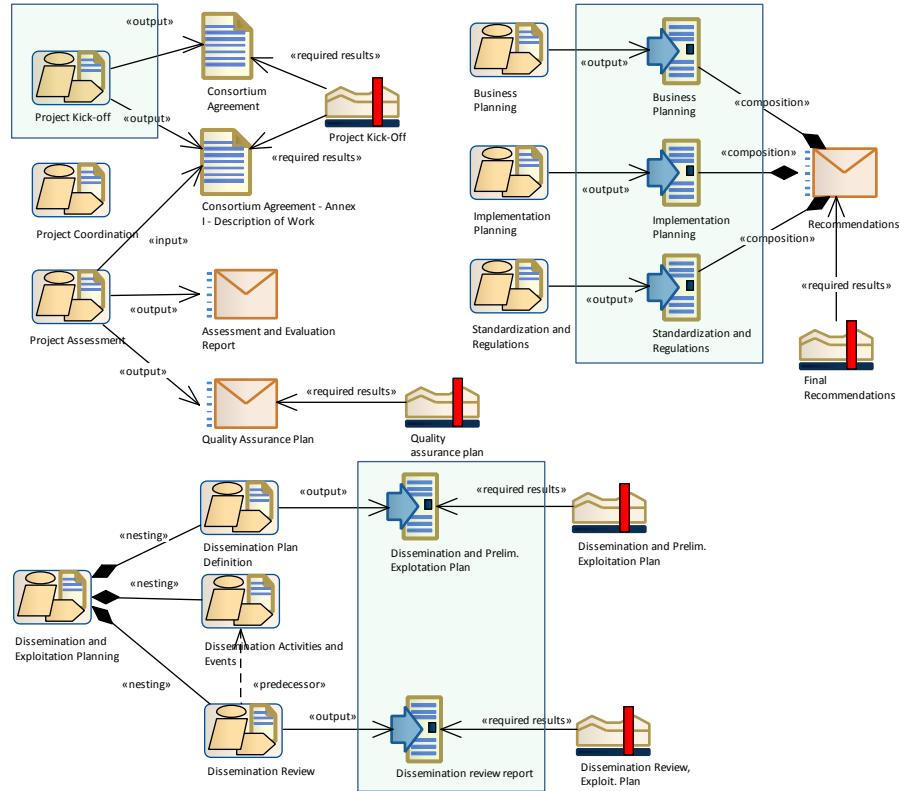 «output»
Project Kick-off
«output»
Consortium
Agreement
«required results»
Project Kick-Off
«required results»
Consortium Agreement - Annex
I - Description of Work
Project Coordination
«input»
Project Assessment
«output»
Assessment and Evaluation
Report
«output»
Quality Assurance Plan
«required results»
Quality
assurance plan
Business
Planning
«output»
Business
Planning
«composition»
Implementation
Planning
«output»
Implementation
Planning
«composition»
Recommendations
«composition»
Standardization and
Regulations
«output»
Standardization and
Regulations
«required results»
Final
Recommendations
«nesting»
Dissemination Plan
Definition
«output»
Dissemination and Prelim.
Explotation Plan
«required results»
Dissemination and Prelim.
Exploitation Plan
Dissemination and
Exploitation Planning
«nesting»
Dissemination Activities and
Events
«nesting»
«predecessor»
Dissemination Review
«output»
Dissemination review report
«required results»
Dissemination Review,
Exploit. Plan